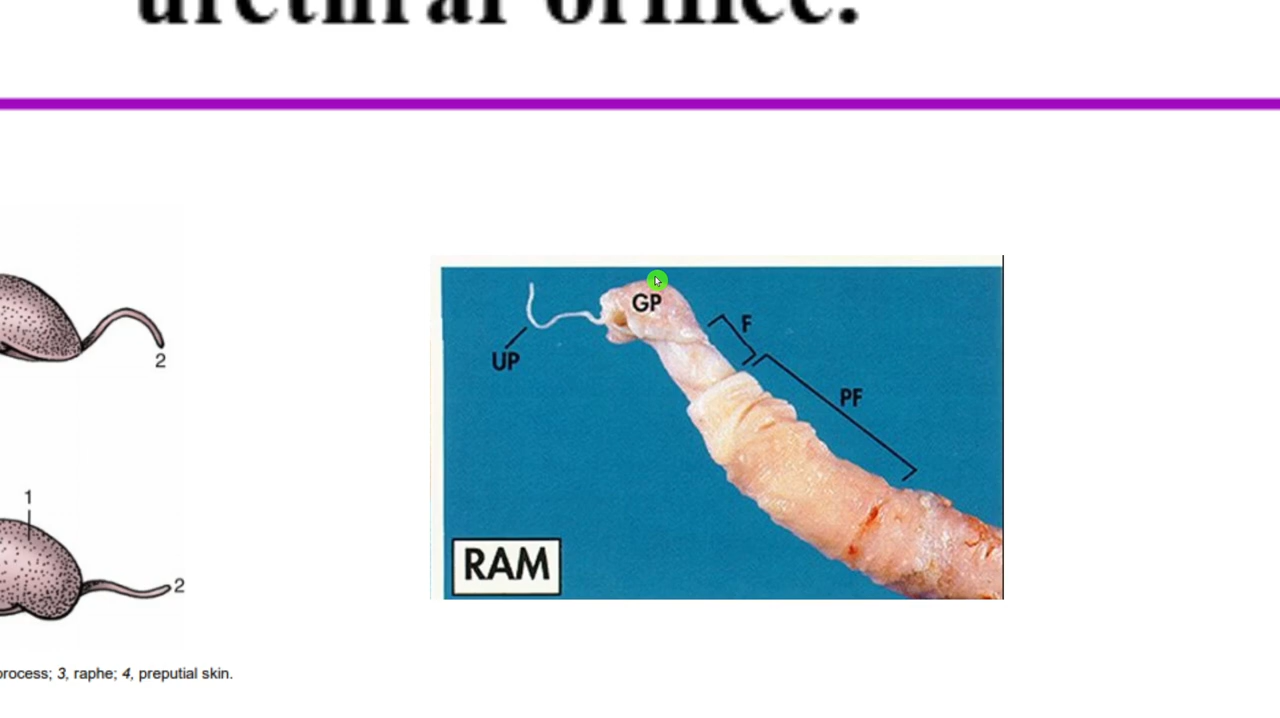 urethral orifice.
GP
F
UP
PF
2
1
2
RAM
process; 3, raphe; 4, preputial skin.